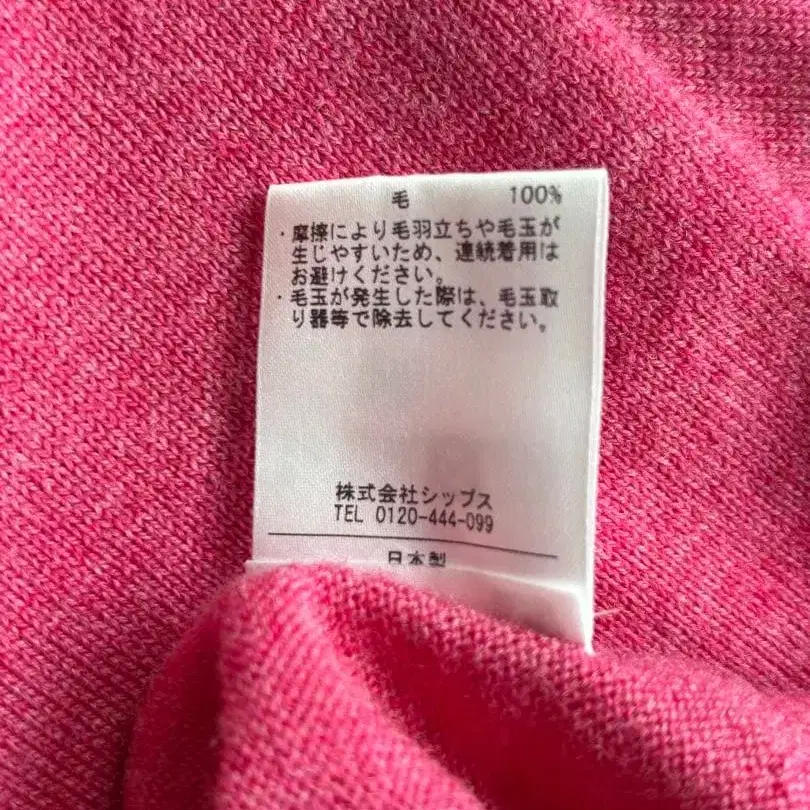 毛 100%
・摩擦により毛羽立ちや毛玉が
生じやすいため、連続着用は
お避けください。
・毛玉が発生した際は、毛玉取
り器等で除去してください。
株式会社シップス
TEL 0120-444-099
日本製